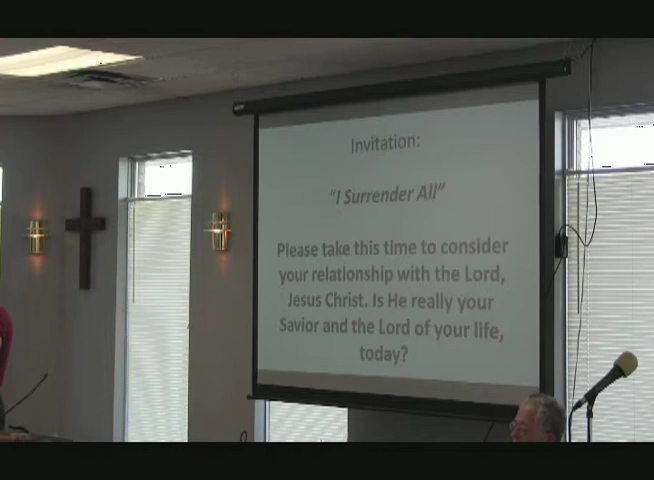 Invitation:
"I Surrender All"
Please take this time to consider
your relationship with the Lord,
Jesus Christ. Is He really your
Savior and the Lord of your life,
today?